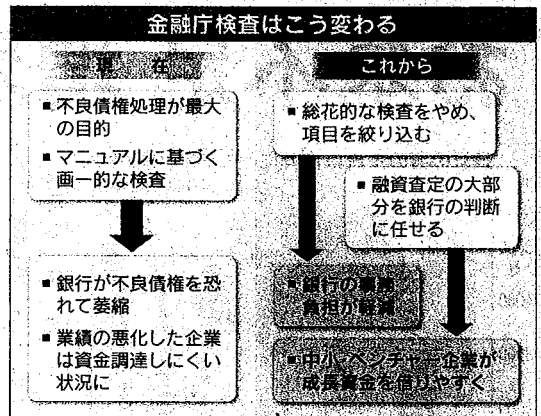 金融庁検査はこう変わる
現　在
■ 不良債権処理が最大
の目的
■ マニュアルに基づく
画一的な検査
■ 銀行が不良債権を恐
れて萎縮
■ 業績の悪化した企業
は資金調達しにくい
状況に
これから
■ 総花的な検査をやめ、
項目を絞り込む
■ 融資査定の大部
分を銀行の判断
に任せる
■ 銀行の事務
負担が軽減
■ 中小・ベンチャー企業が
成長資金を借りやすく